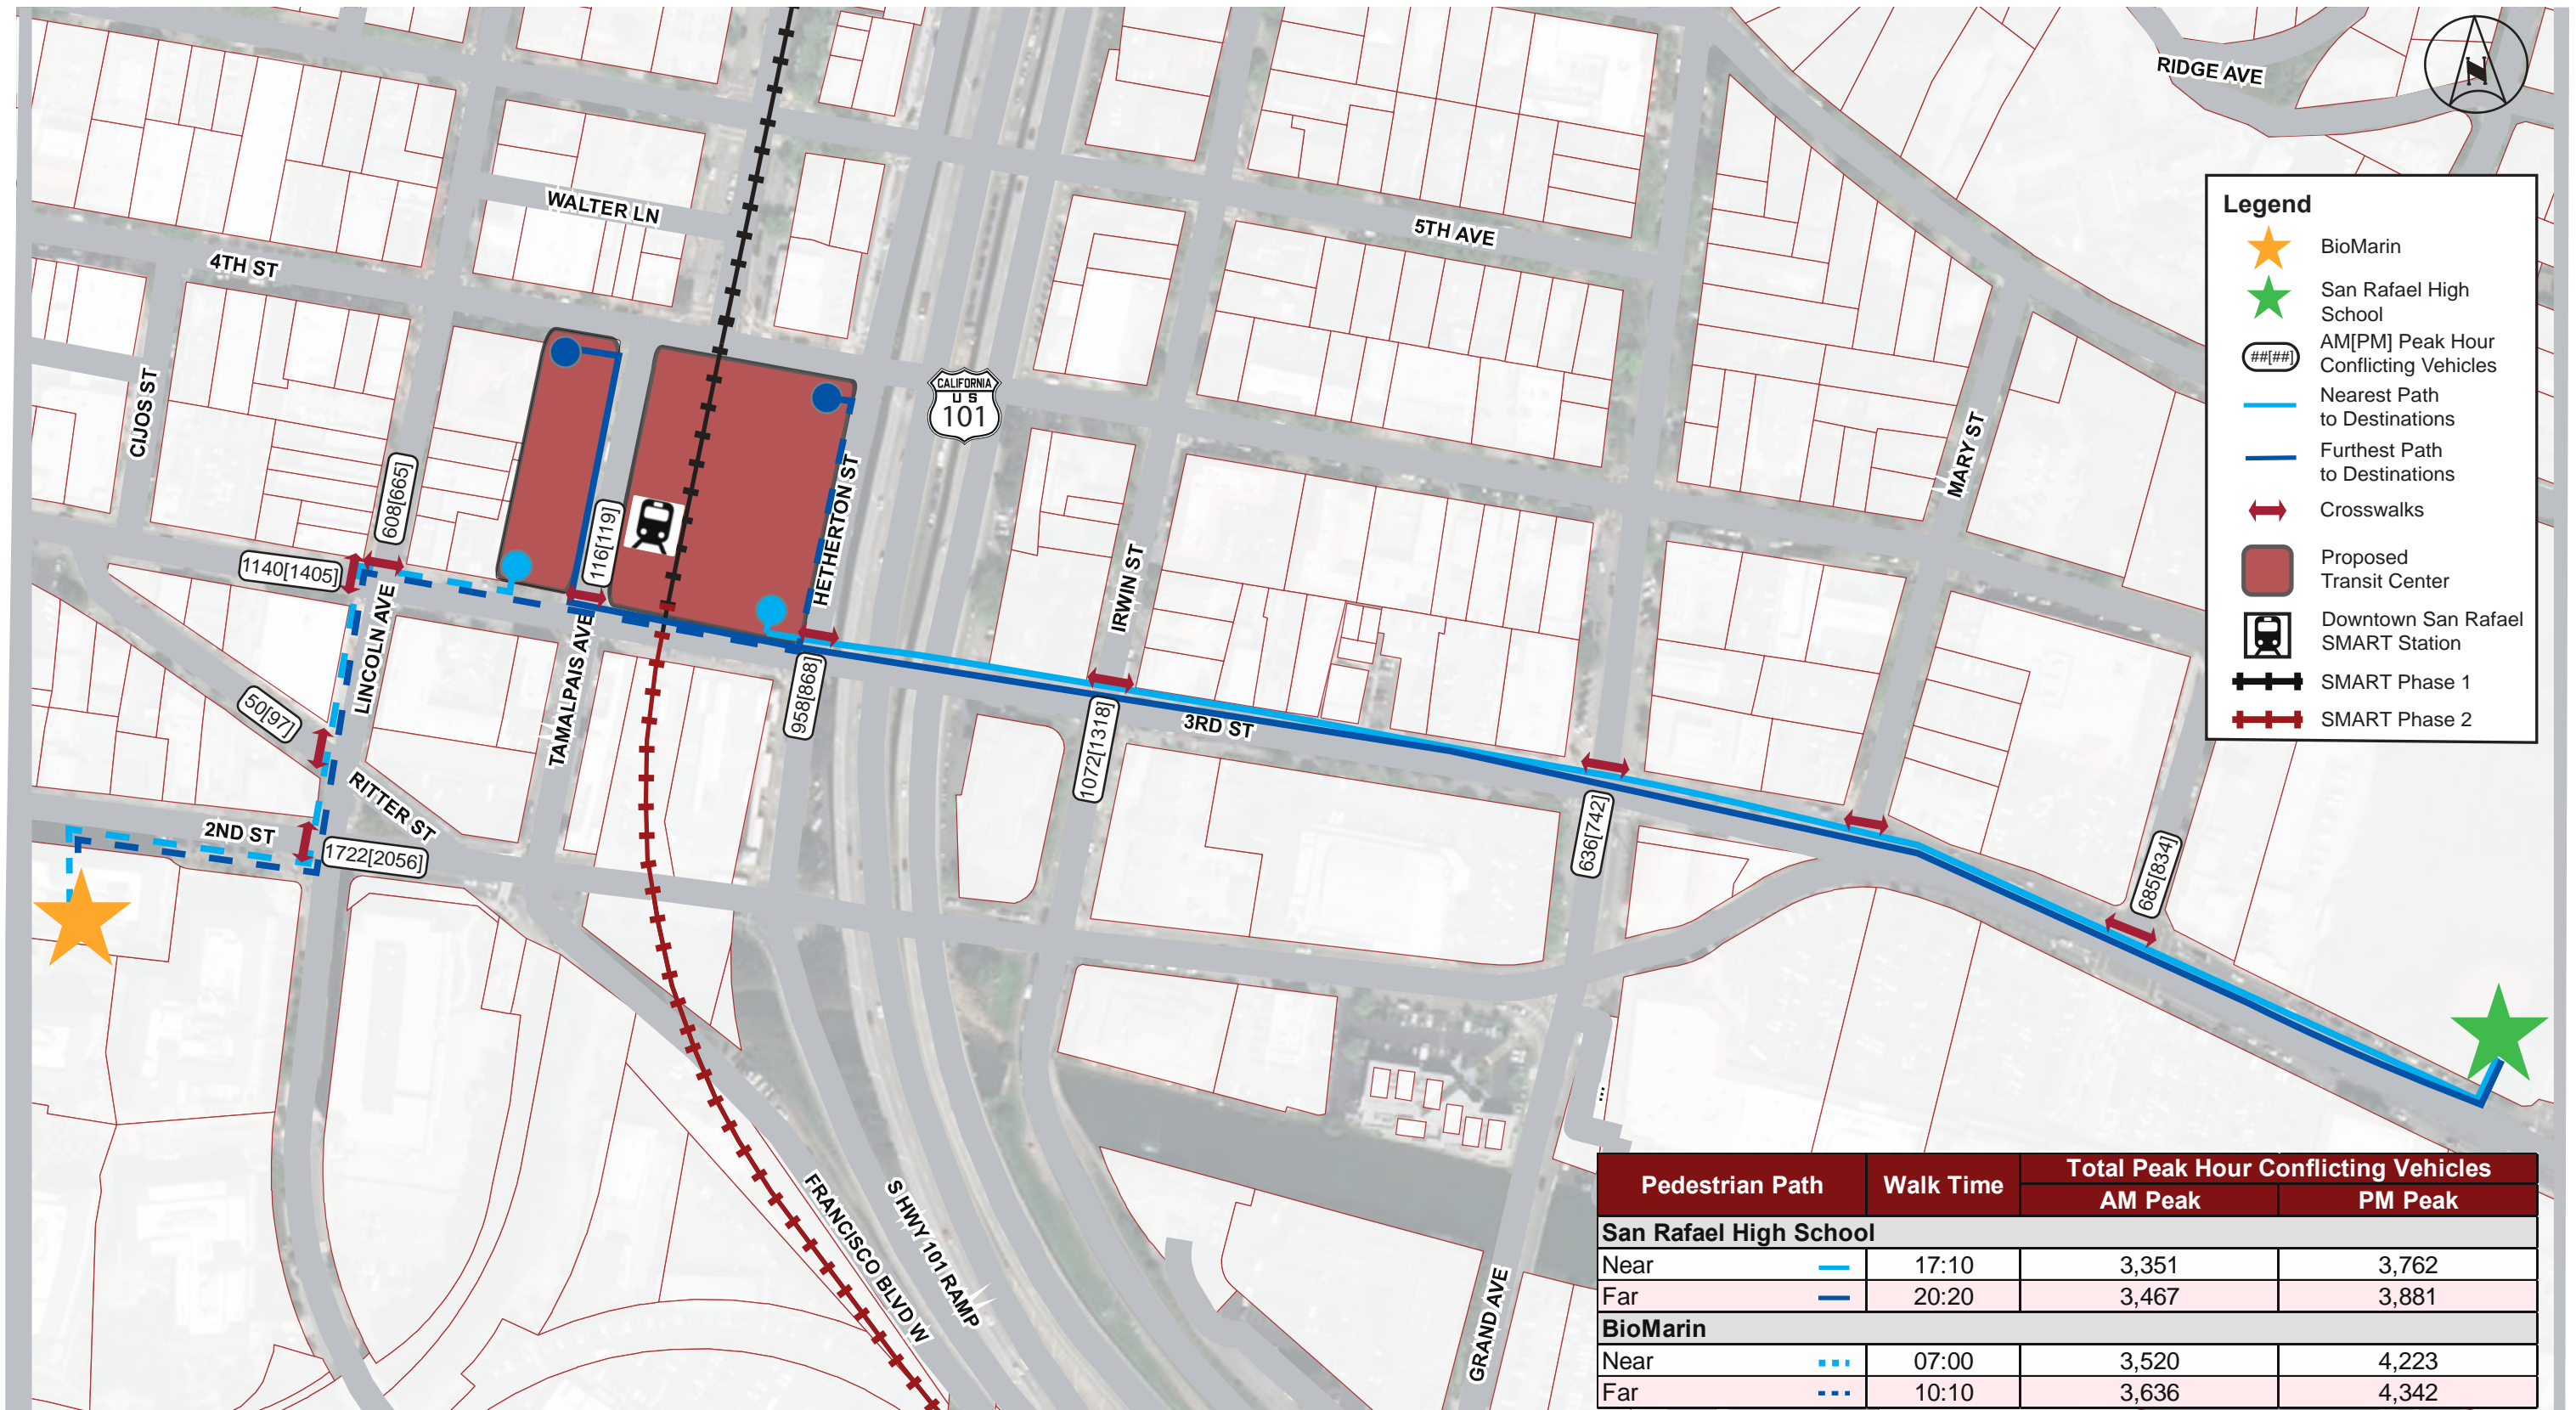 RIDGE AVE
N
WALTER LN
5TH AVE
4TH ST
CALIFORNIA
U S
101
CIJOS ST
MARY ST
HETHERTON ST
IRWIN ST
608[665]
116[119]
1140[1405]
LINCOLN AVE
TAMALPAIS AVE
958[868]
1072[1318]
3RD ST
50[97]
RITTER ST
2ND ST
1722[2056]
636[742]
685[834]
FRANCISCO BLVD W
S HWY 101 RAMP
GRAND AVE
...
Legend
BioMarin
San Rafael High
School
##[##]
AM[PM] Peak Hour
Conflicting Vehicles
Nearest Path
to Destinations
Furthest Path
to Destinations
Crosswalks
Proposed
Transit Center
Downtown San Rafael
SMART Station
SMART Phase 1
SMART Phase 2
Pedestrian Path Walk Time Total Peak Hour Conflicting Vehicles
AM Peak PM Peak
San Rafael High School
Near 17:10 3,351 3,762
Far 20:20 3,467 3,881
BioMarin
Near 07:00 3,520 4,223
Far 10:10 3,636 4,342